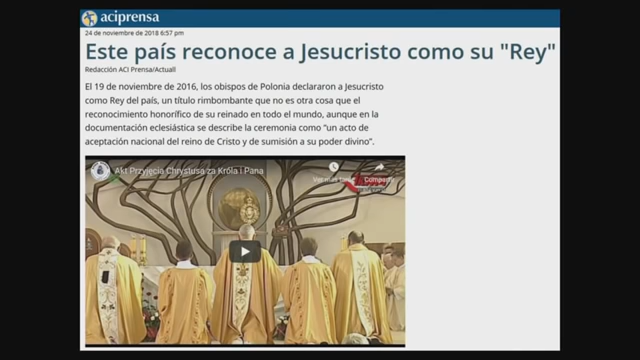 aciprensa
24 de noviembre de 2018 6:57 pm
Este país reconoce a Jesucristo como su "Rey"
Redacción ACI Prensa/Actuall
El 19 de noviembre de 2016, los obispos de Polonia declararon a Jesucristo
como Rey del país, un título rimbombante que no es otra cosa que el
reconocimiento honorífico de su reinado en todo el mundo, aunque en la
documentación eclesiástica se describe la ceremonia como “un acto de
aceptación nacional del reino de Cristo y de sumisión a su poder divino”.
Akt Przyjęcia Chrystusa za Króla i Pana
Ver más tarde Compartir